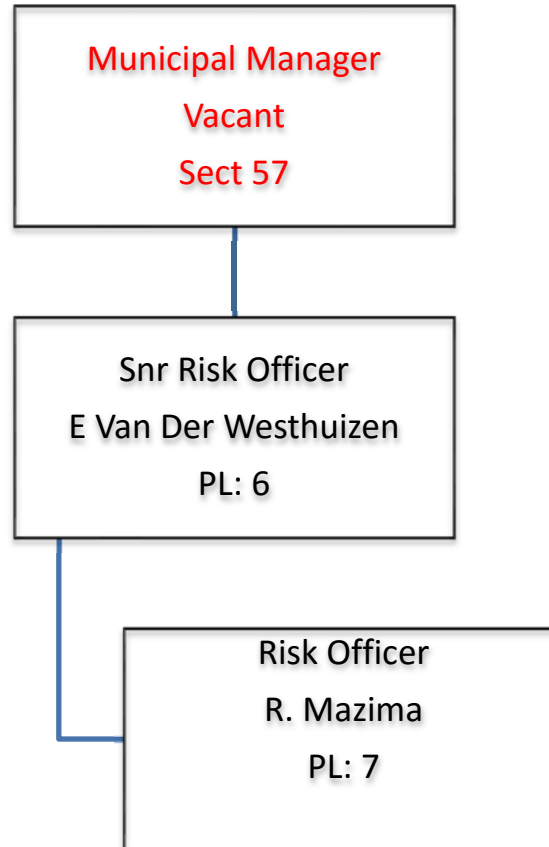 Municipal Manager
Vacant
Sect 57
Snr Risk Officer
E Van Der Westhuizen
PL: 6
Risk Officer
R. Mazima
PL: 7